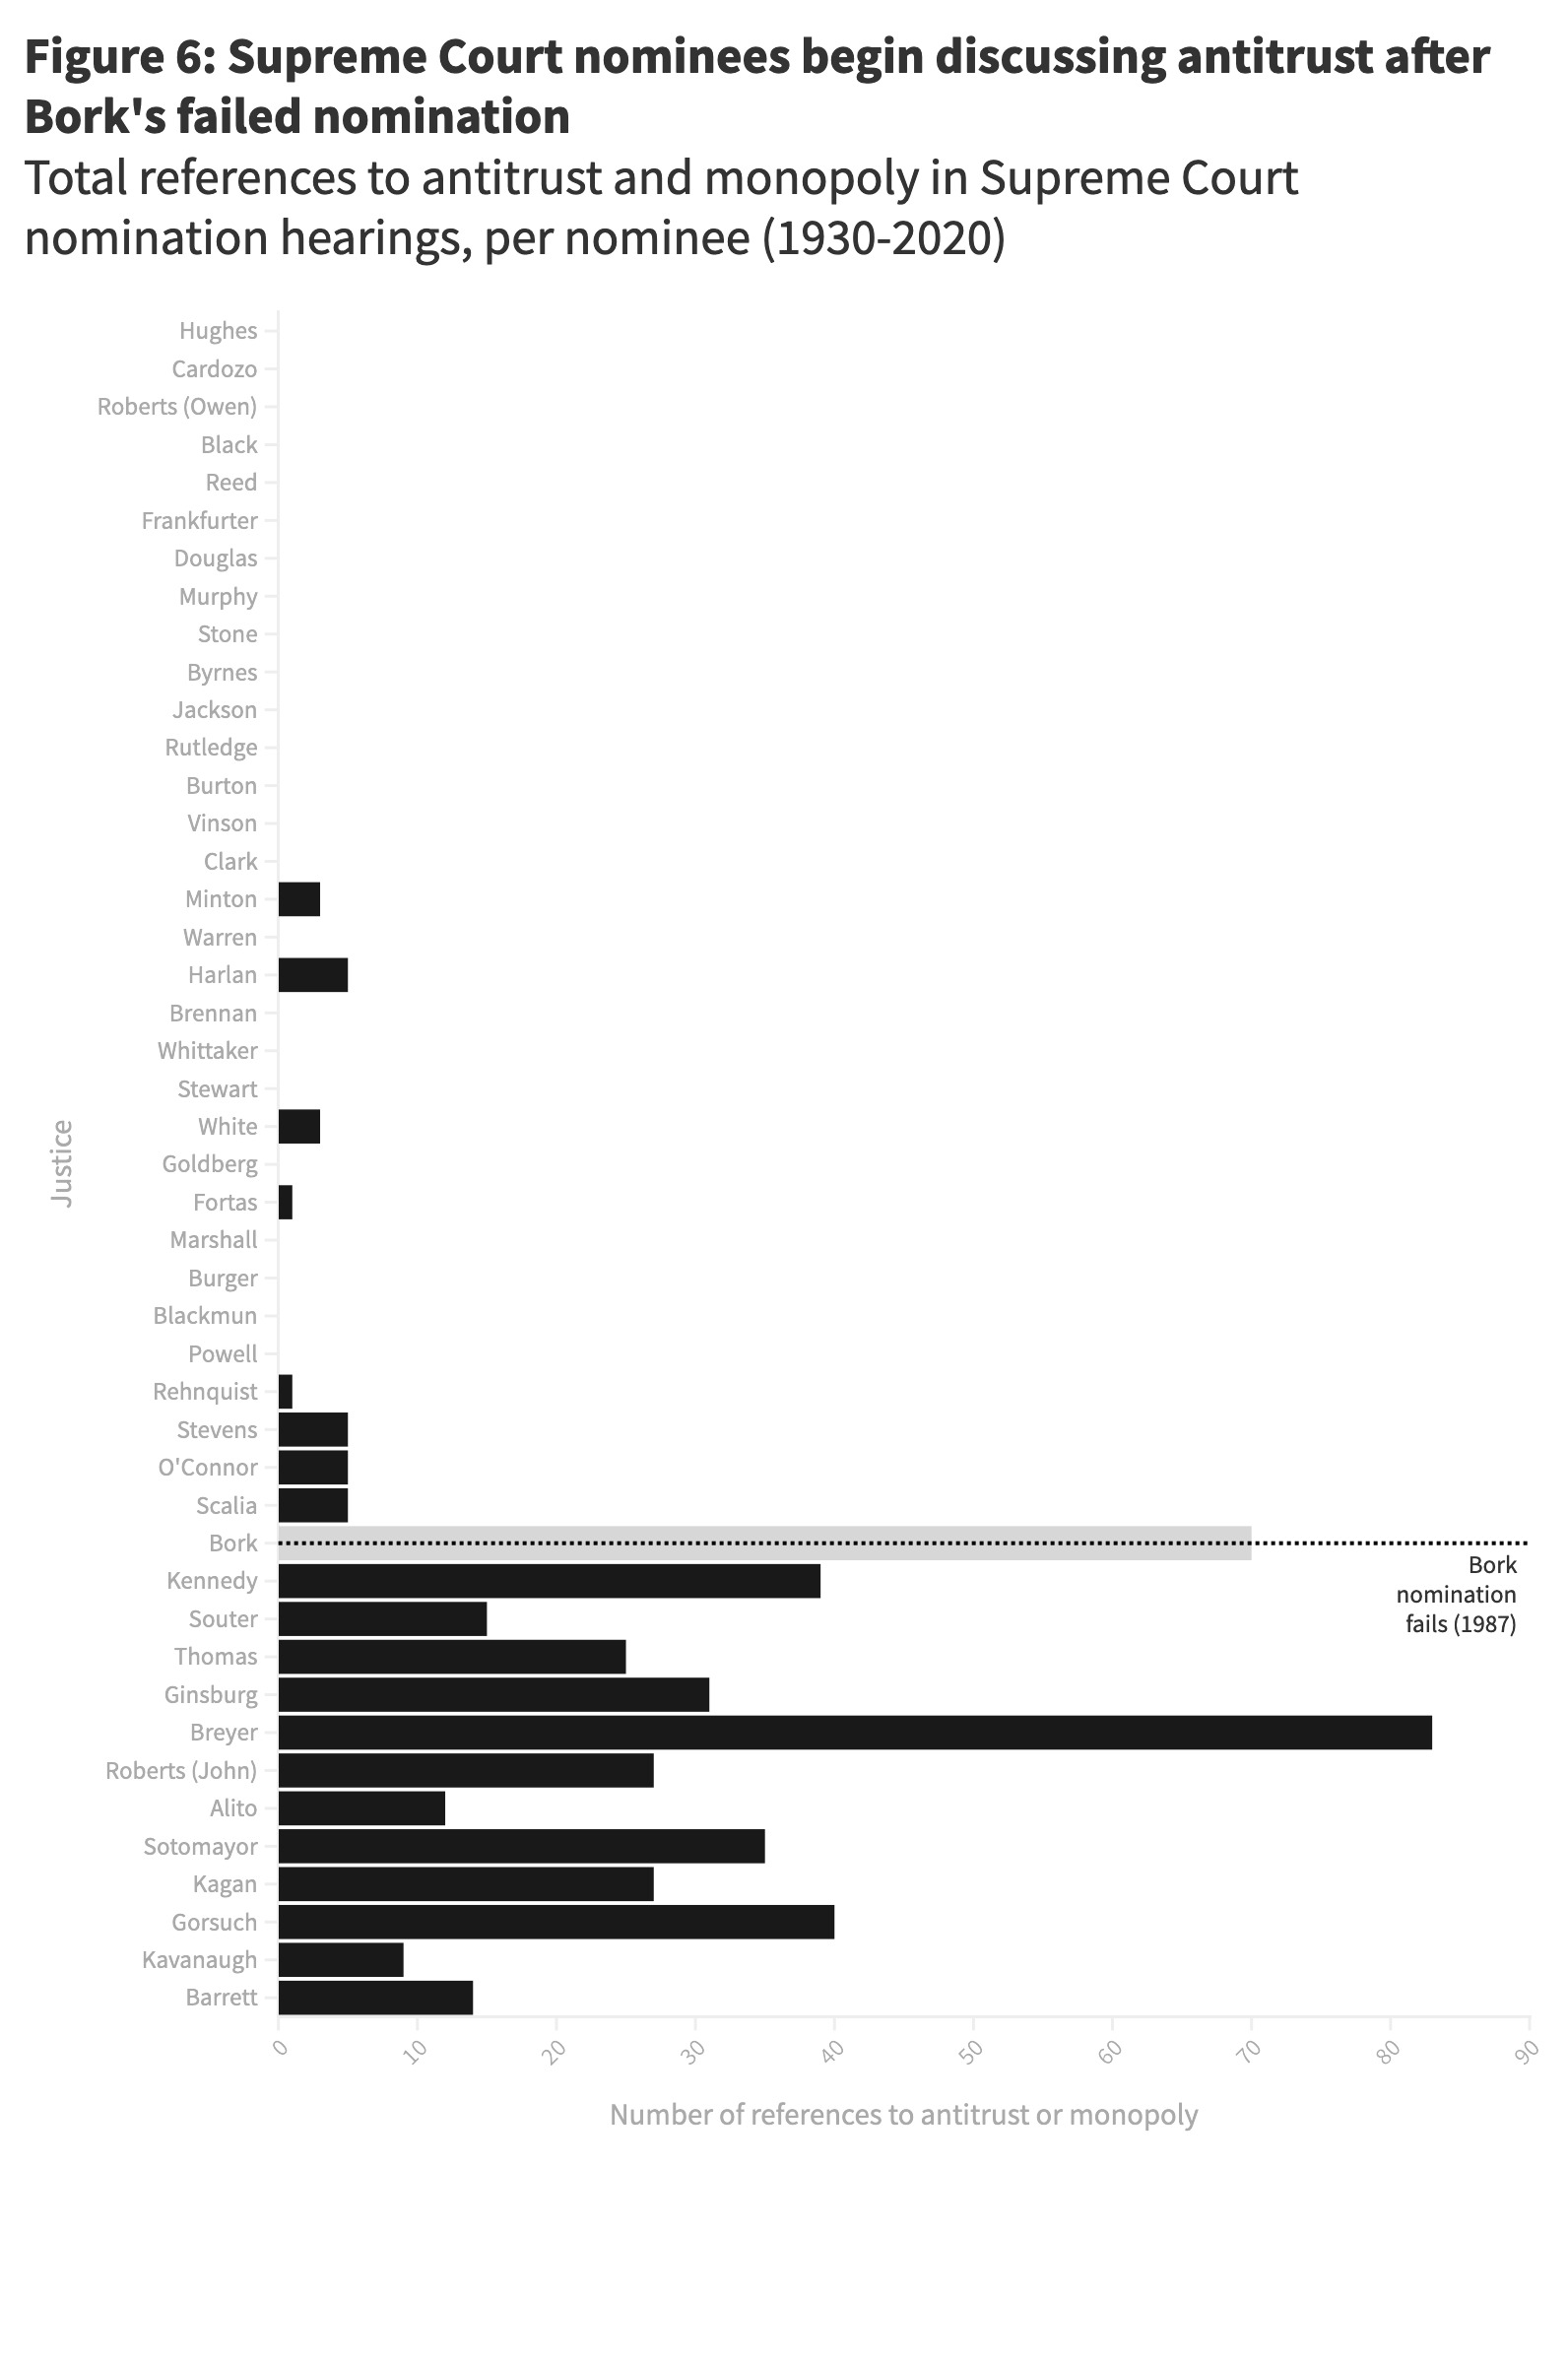 Figure 6: Supreme Court nominees begin discussing antitrust after
Bork's failed nomination
Total references to antitrust and monopoly in Supreme Court
nomination hearings, per nominee (1930-2020)
Justice
Hughes
Cardozo
Roberts (Owen)
Black
Reed
Frankfurter
Douglas
Murphy
Stone
Byrnes
Jackson
Rutledge
Burton
Vinson
Clark
Minton
Warren
Harlan
Brennan
Whittaker
Stewart
White
Goldberg
Fortas
Marshall
Burger
Blackmun
Powell
Rehnquist
Stevens
O'Connor
Scalia
Bork
Kennedy
Souter
Thomas
Ginsburg
Breyer
Roberts (John)
Alito
Sotomayor
Kagan
Gorsuch
Kavanaugh
Barrett
Bork
nomination
fails (1987)
0 10 20 30 40 50 60 70 80 90
Number of references to antitrust or monopoly